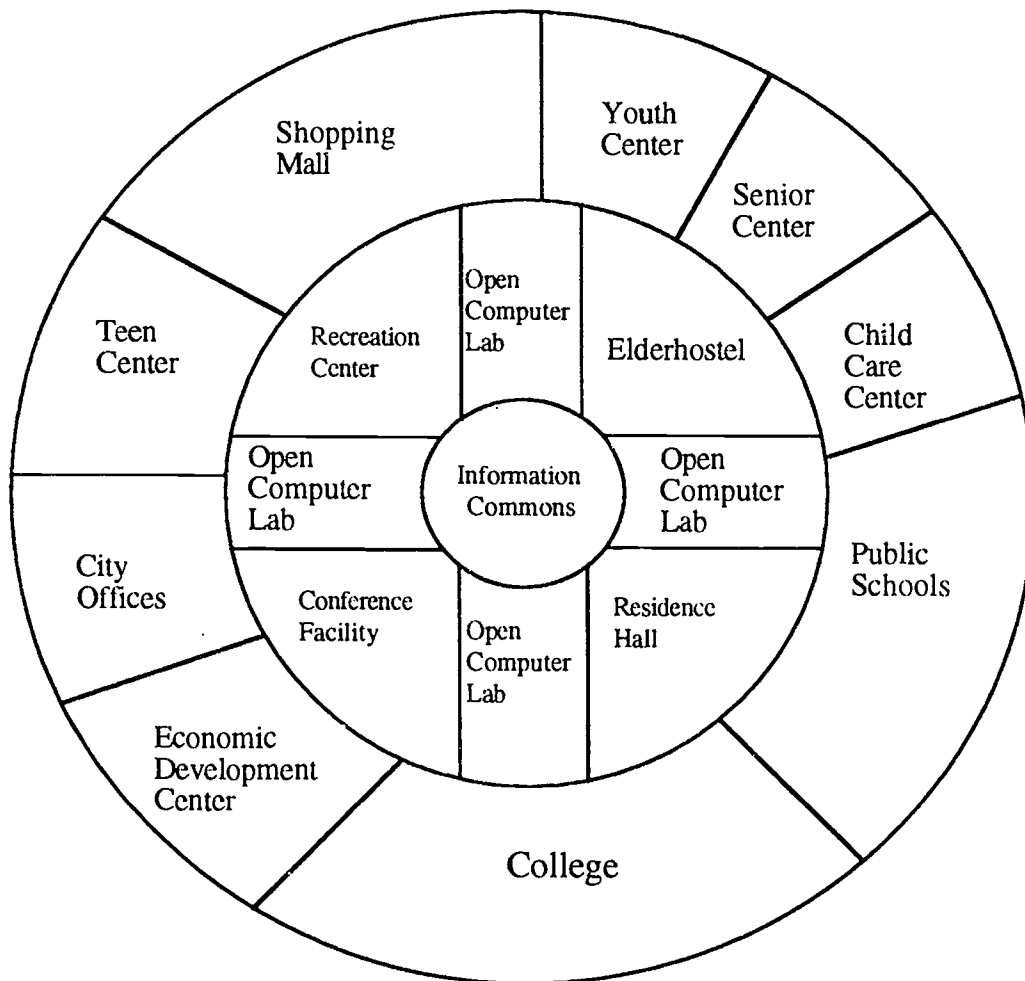 Shopping
Mall
Youth
Center
Senior
Center
Teen
Center
Recreation
Center
Open
Computer
Lab
Elderhostel
Child
Care
Center
Open
Computer
Lab
Information
Commons
Open
Computer
Lab
City
Offices
Conference
Facility
Open
Computer
Lab
Residence
Hall
Public
Schools
Economic
Development
Center
College